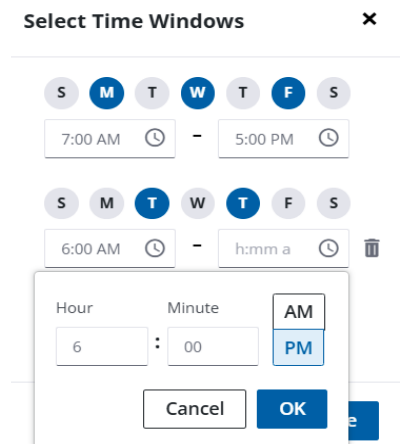 Select Time Windows ×
S M T W T F S
7:00 AM – 5:00 PM
S M T W T F S
6:00 AM – h:mm a
Hour Minute
6 : 00
AM
PM
Cancel OK
e